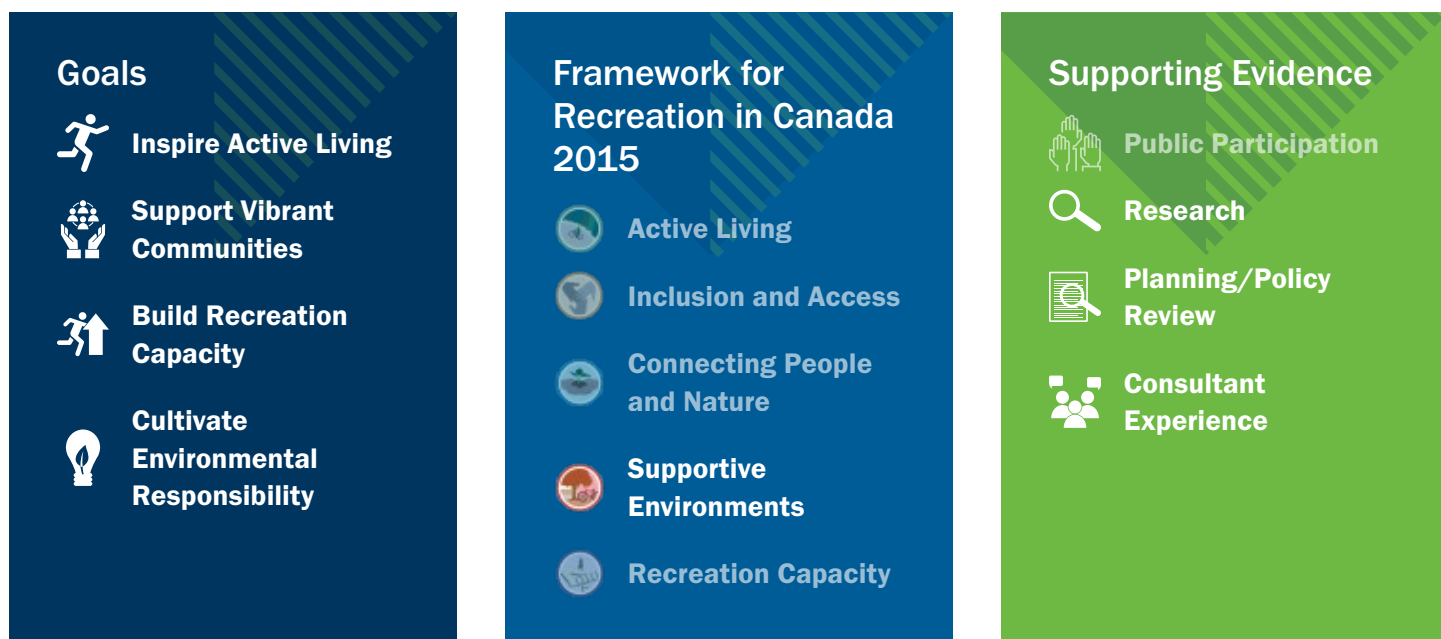 Goals
Inspire Active Living
Support Vibrant
Communities
Build Recreation
Capacity
Cultivate
Environmental
Responsibility
Framework for
Recreation in Canada
2015
Active Living
Inclusion and Access
Connecting People
and Nature
Supportive
Environments
Recreation Capacity
Supporting Evidence
Public Participation
Research
Planning/Policy
Review
Consultant
Experience